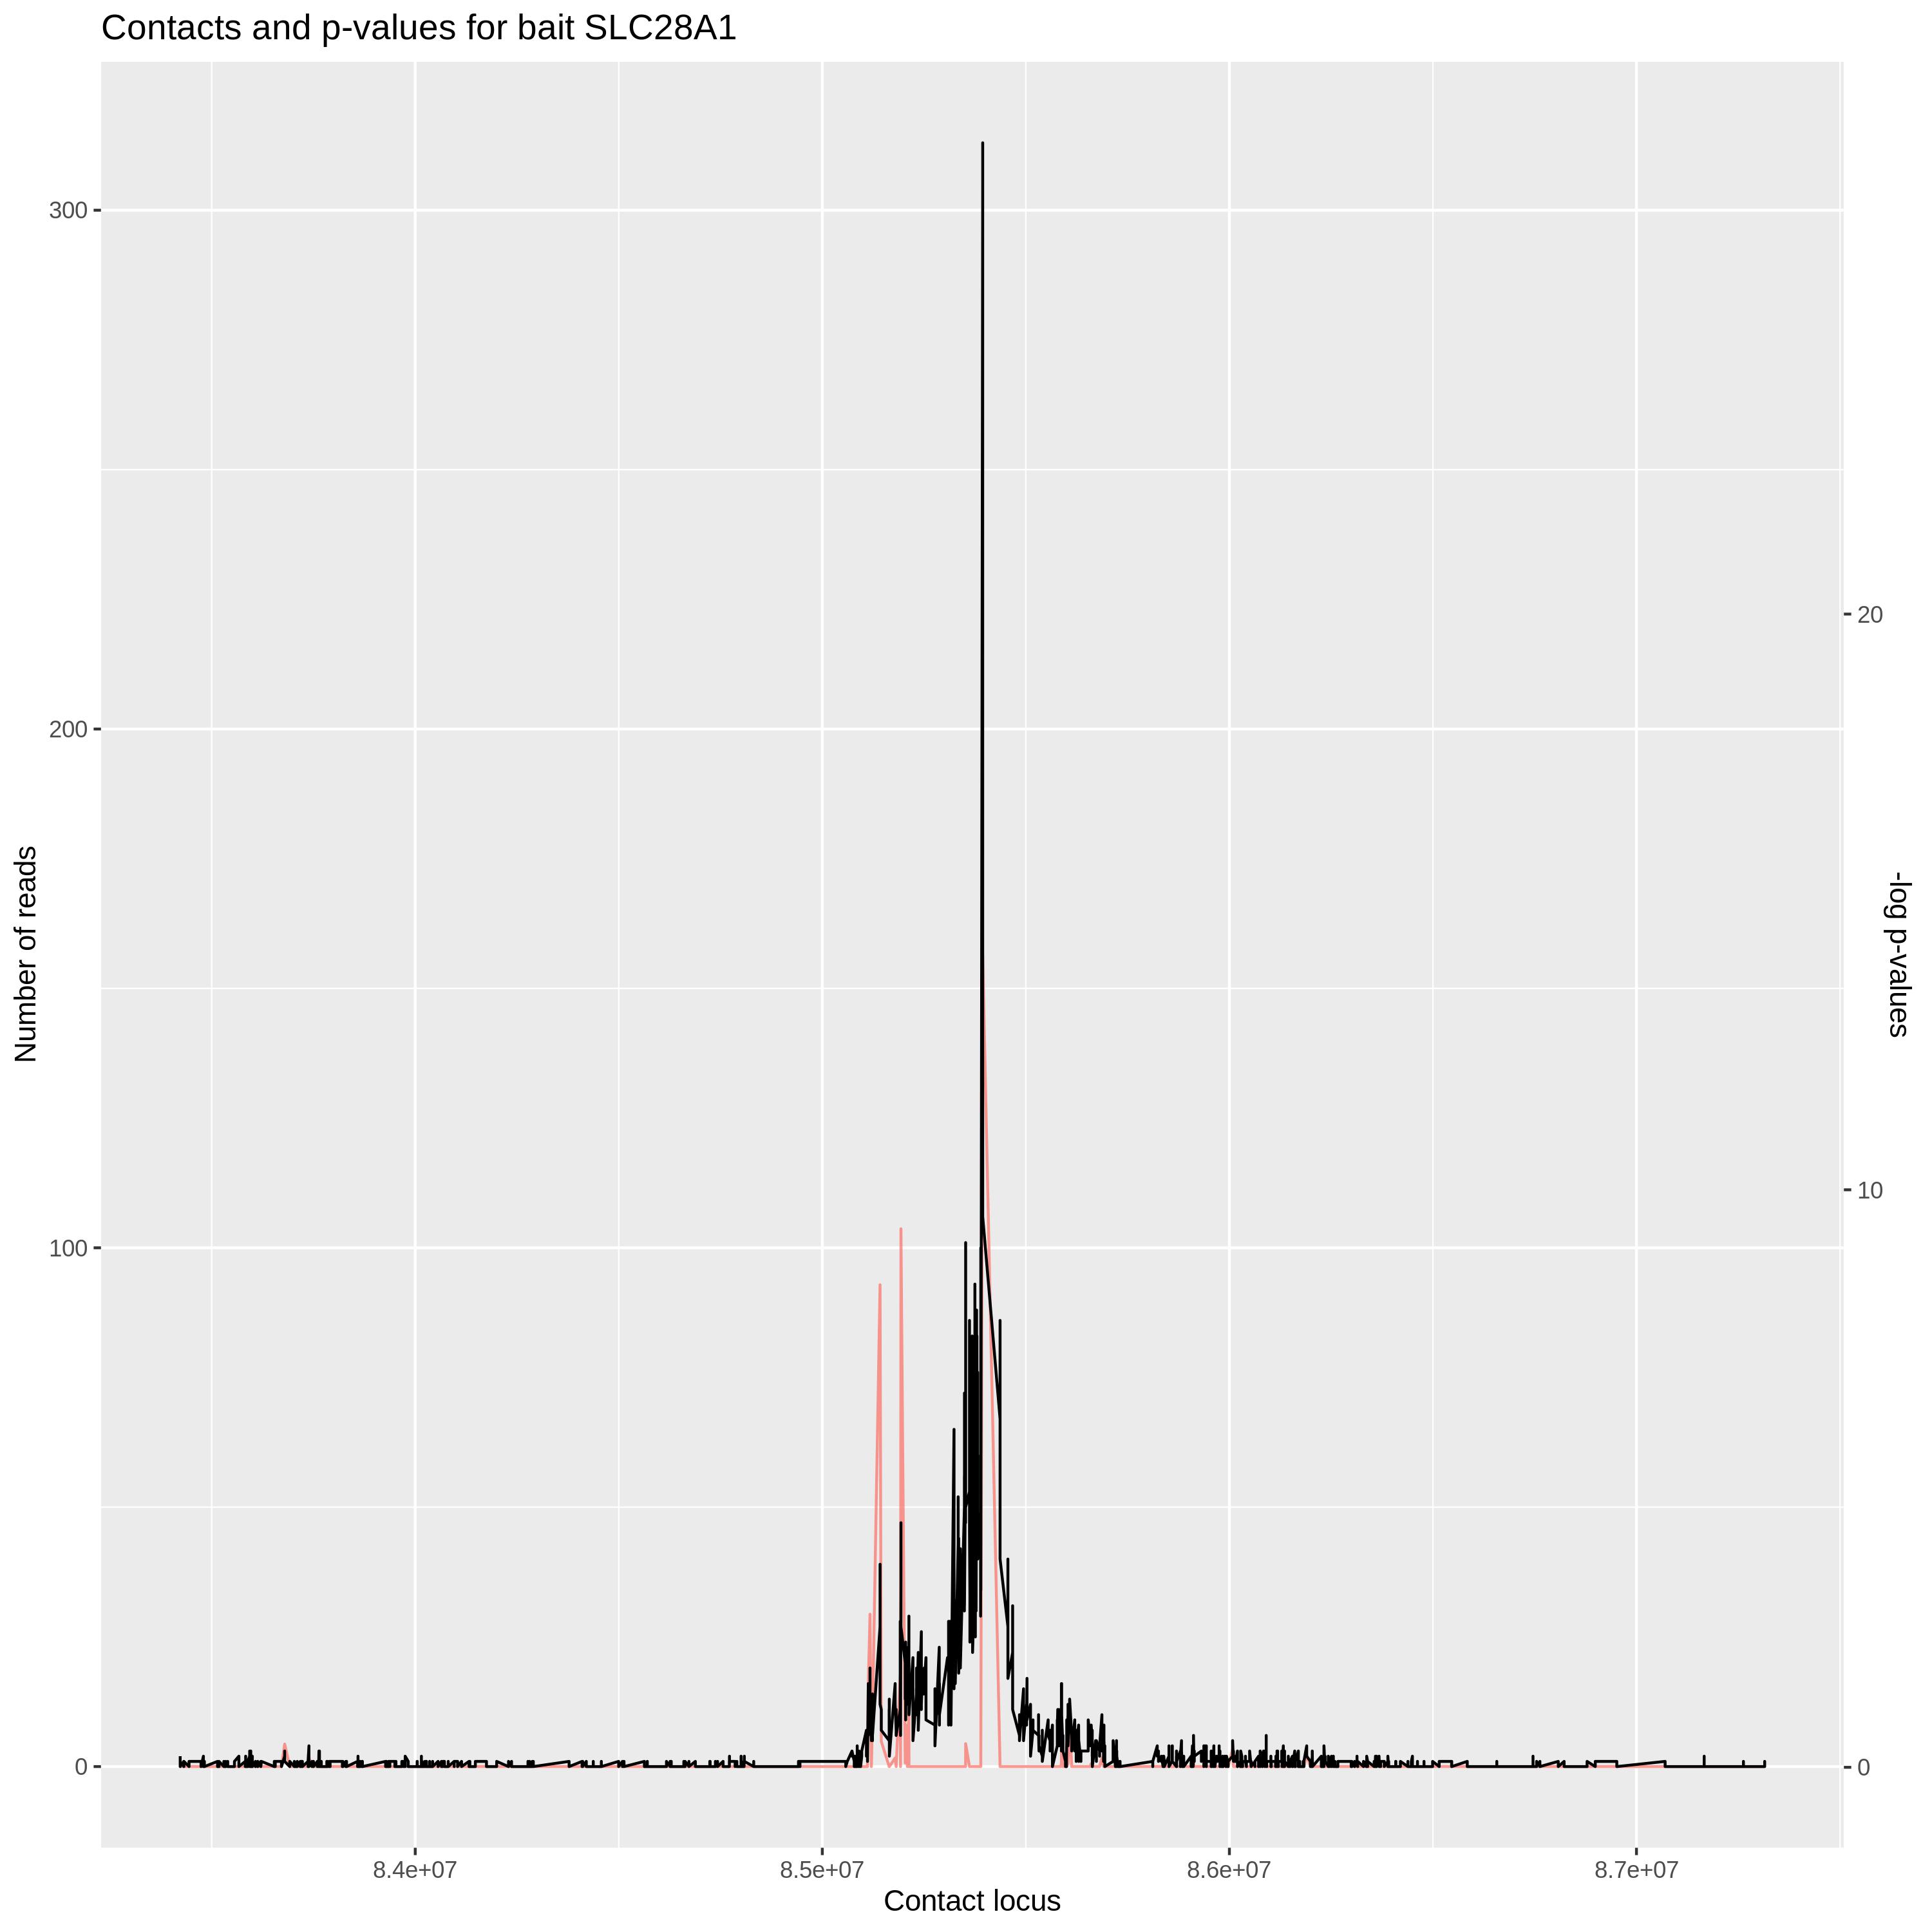 Contacts and p-values for bait SLC28A1
300
200
100
0
Number of reads
20
10
0
-log p-values
8.4e+07
8.5e+07
8.6e+07
8.7e+07
Contact locus